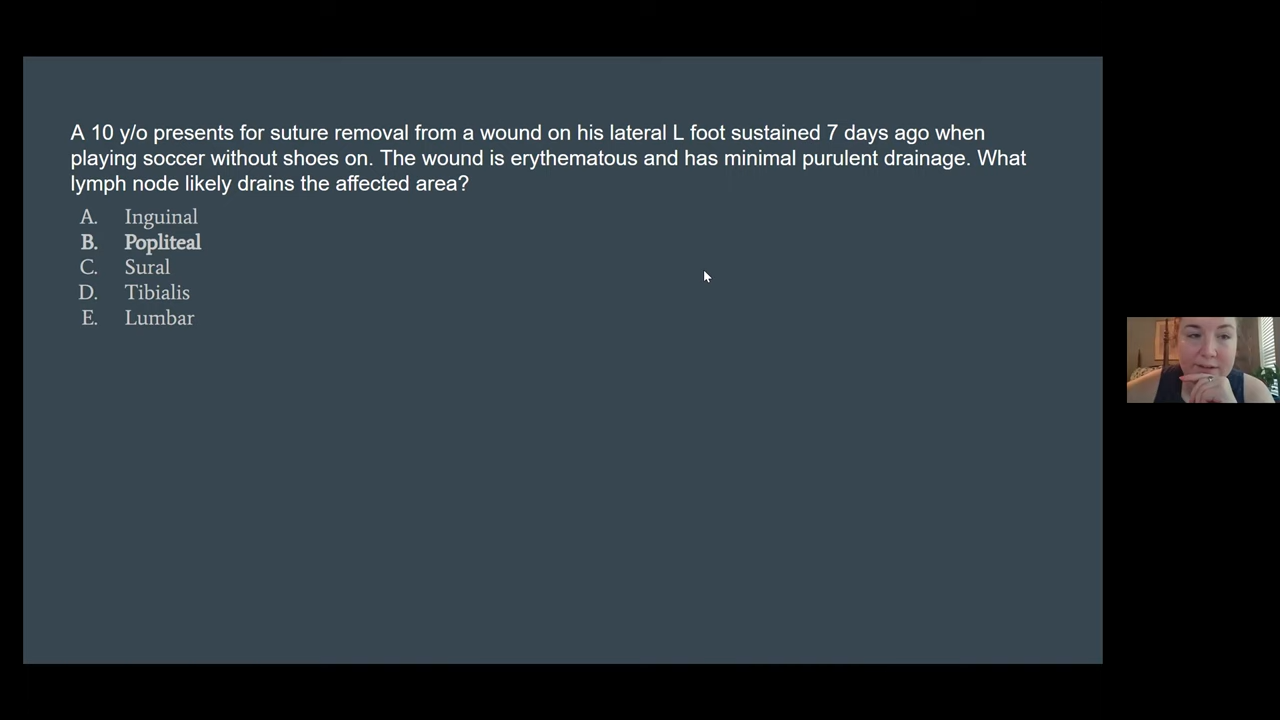 A 10 y/o presents for suture removal from a wound on his lateral L foot sustained 7 days ago when
playing soccer without shoes on. The wound is erythematous and has minimal purulent drainage. What
lymph node likely drains the affected area?
A. Inguinal
B. Popliteal
C. Sural
D. Tibialis
E. Lumbar